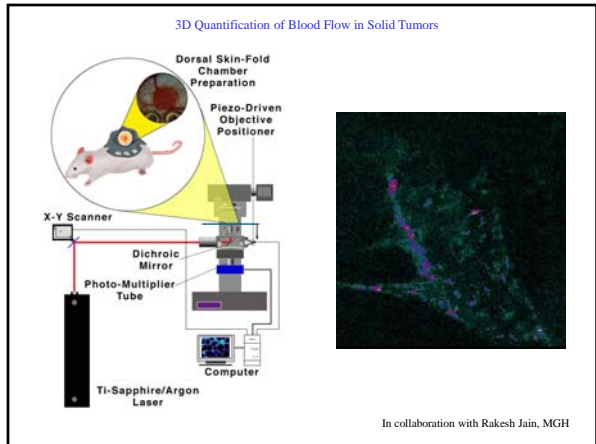 3D Quantification of Blood Flow in Solid Tumors
Dorsal Skin-Fold
Chamber
Preparation
Piezo-Driven
Objective
Positioner
X-Y Scanner
Dichroic
Mirror
Photo-Multiplier
Tube
Computer
Ti-Sapphire/Argon
Laser
In collaboration with Rakesh Jain, MGH